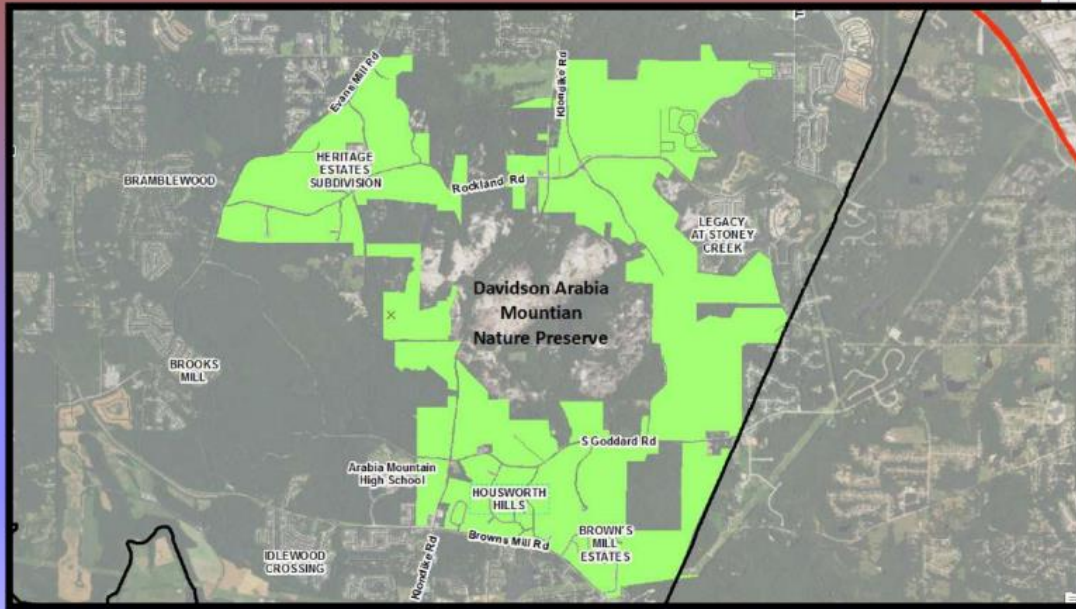 Evans Mill Rd
Klondike Rd
HERITAGE
ESTATES
SUBDIVISION
BRAMBLEWOOD
Rockland Rd
LEGACY
AT STONEY
CREEK
Davidson Arabia
Mountian
Nature Preserve
BROOKS
MILL
S Goddard Rd
Arabia Mountain
High School
HOUSWORTH
HILLS
Browns Mill Rd
BROWN'S
MILL
ESTATES
IDLEWOOD
CROSSING
Klondike Rd